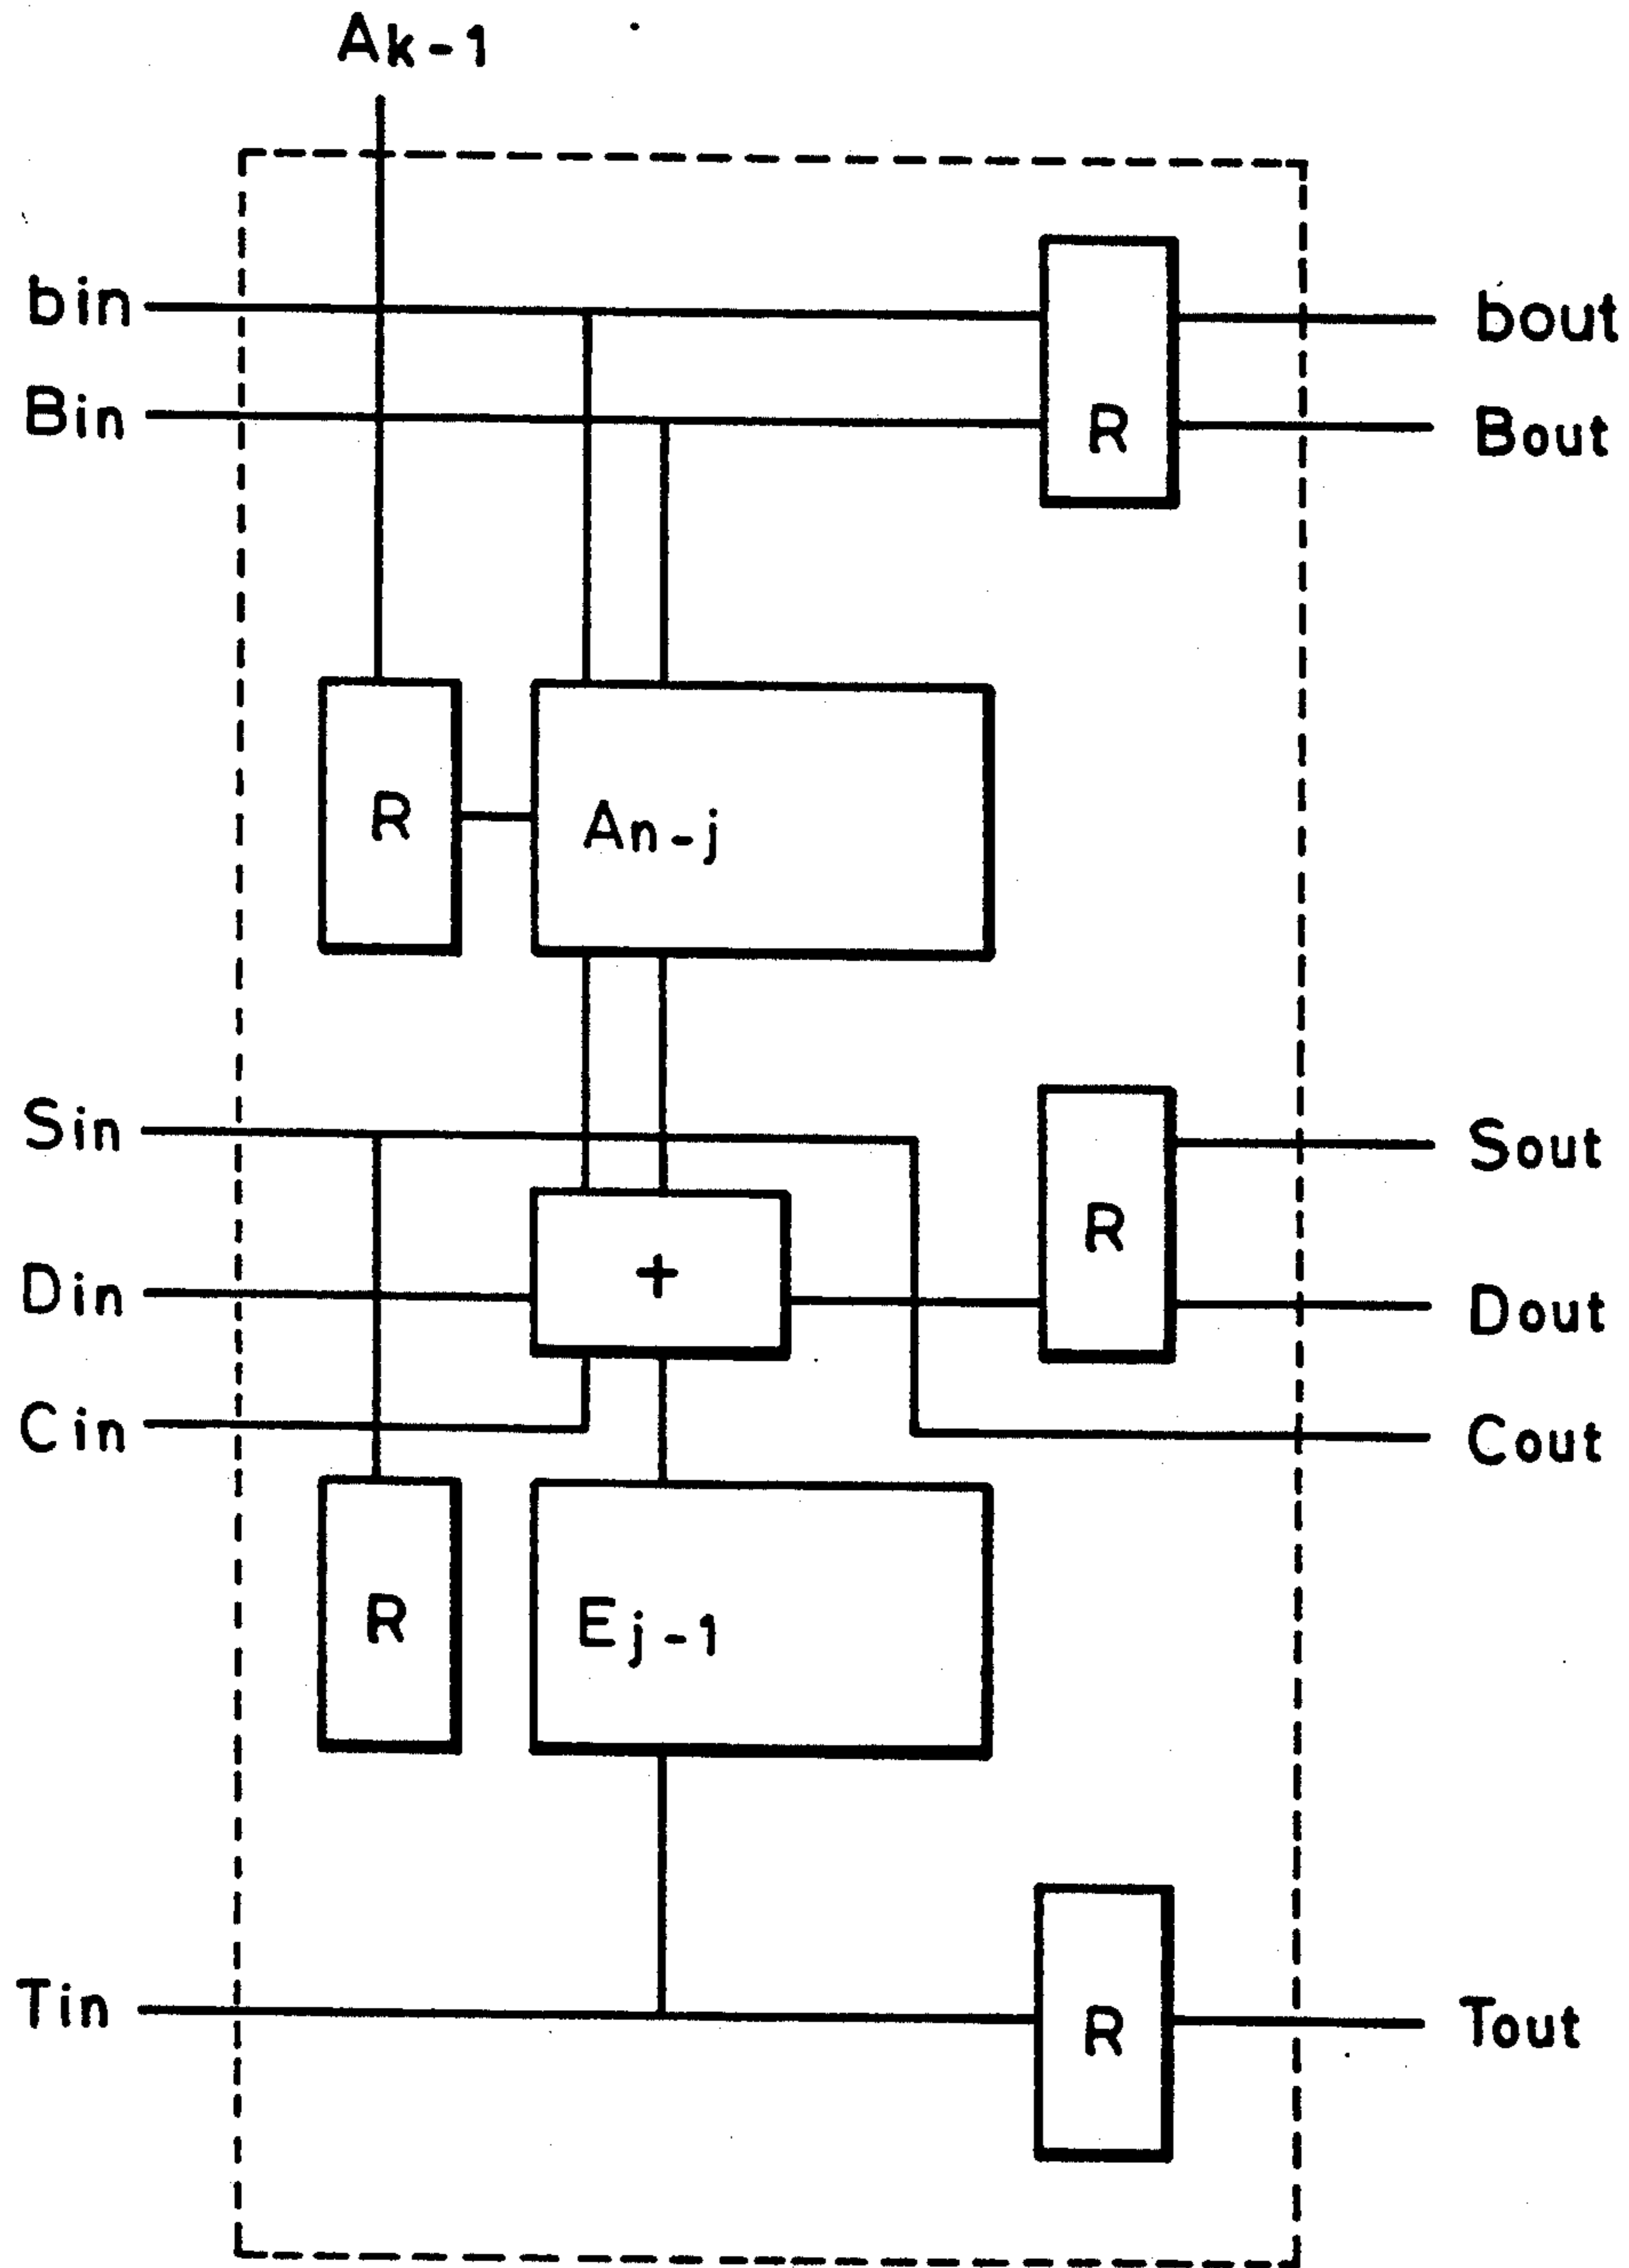 Ak-1
bin
bout
Bin
Bout
R
R
An-j
Sin
Sout
R
+
Din
Dout
Cin
Cout
R
Ej-1
Tin
Tout
R